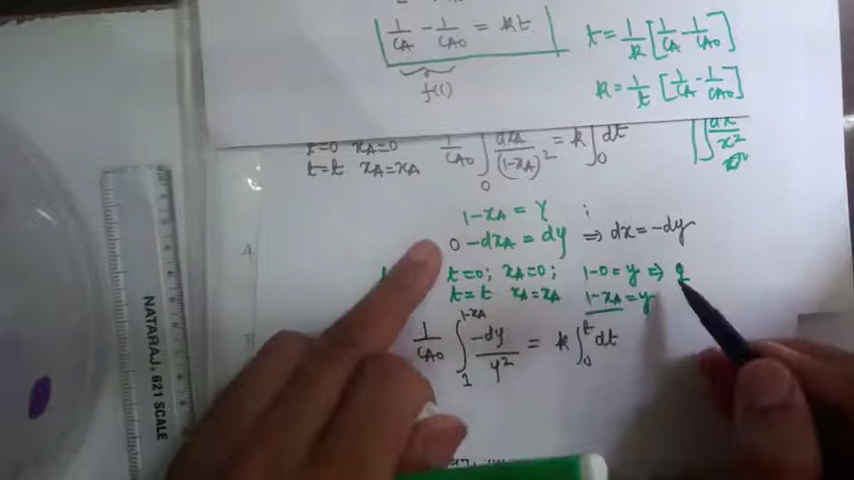 1/CA - 1/CA0 = kt
f(C)
t = 1/k [1/CA - 1/CA0]
k = 1/t [1/CA - 1/CA0]
t=0 xA=0
t=t xA=xA
1/CA0 ∫0 dxA/(1-xA)² = k ∫0 dt
∫ dx/x²
1-xA = Y ;
0 - dxA = dy ⇒ dx = -dy
t=0; xA=0; 1-0 = y ⇒
t=t xA=xA 1-xA = y
1/CA0 ∫1^1-xA -dy/y² = k ∫0^t dt
NATARAJ. 621 SCALE